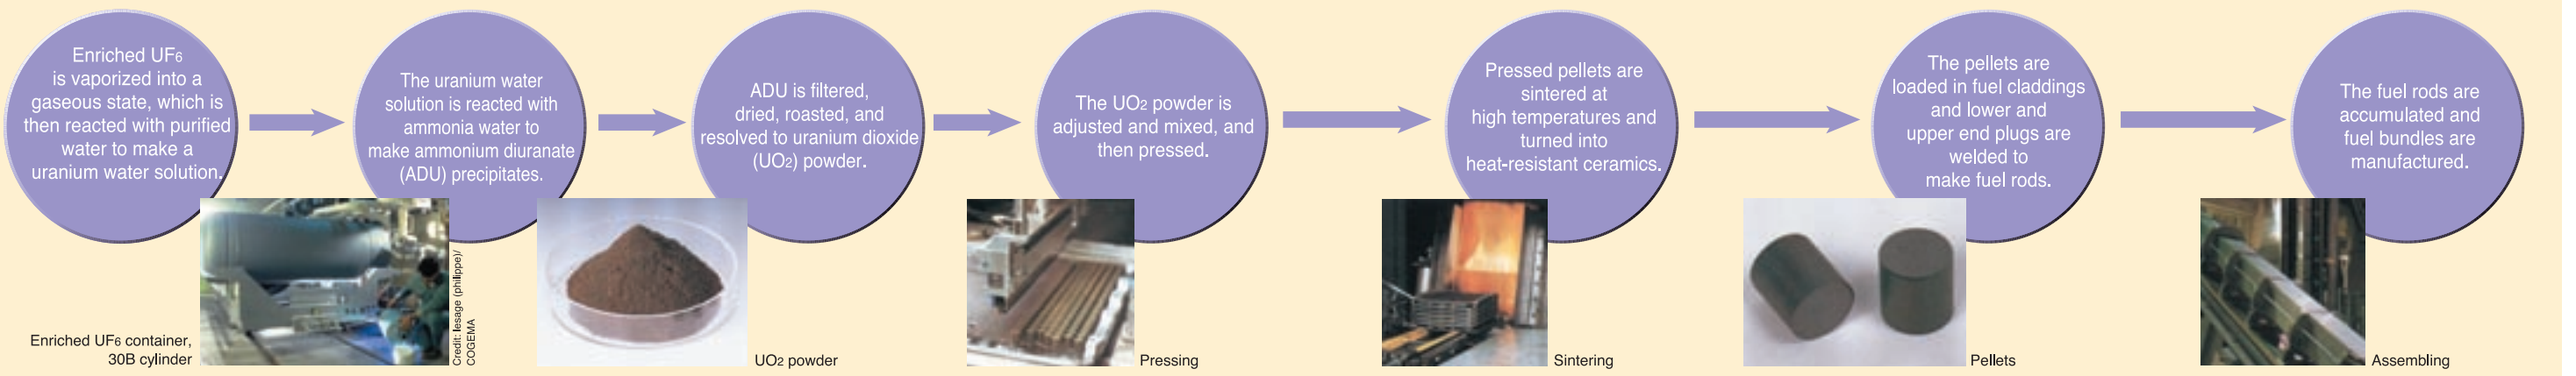 Enriched UF6
is vaporized into a
gaseous state, which is
then reacted with purified
water to make a
uranium water solution.
The uranium water
solution is reacted with
ammonia water to
make ammonium diuranate
(ADU) precipitates.
ADU is filtered,
dried, roasted, and
resolved to uranium dioxide
(UO2) powder.
The UO2 powder is
adjusted and mixed, and
then pressed.
Pressed pellets are
sintered at
high temperatures and
turned into
heat-resistant ceramics.
The pellets are
loaded in fuel claddings
and lower and
upper end plugs are
welded to
make fuel rods.
The fuel rods are
accumulated and
fuel bundles are
manufactured.
Enriched UF6 container,
30B cylinder
Credit: lesage (philippe)/
COGEMA
UO2 powder
Pressing
Sintering
Pellets
Assembling